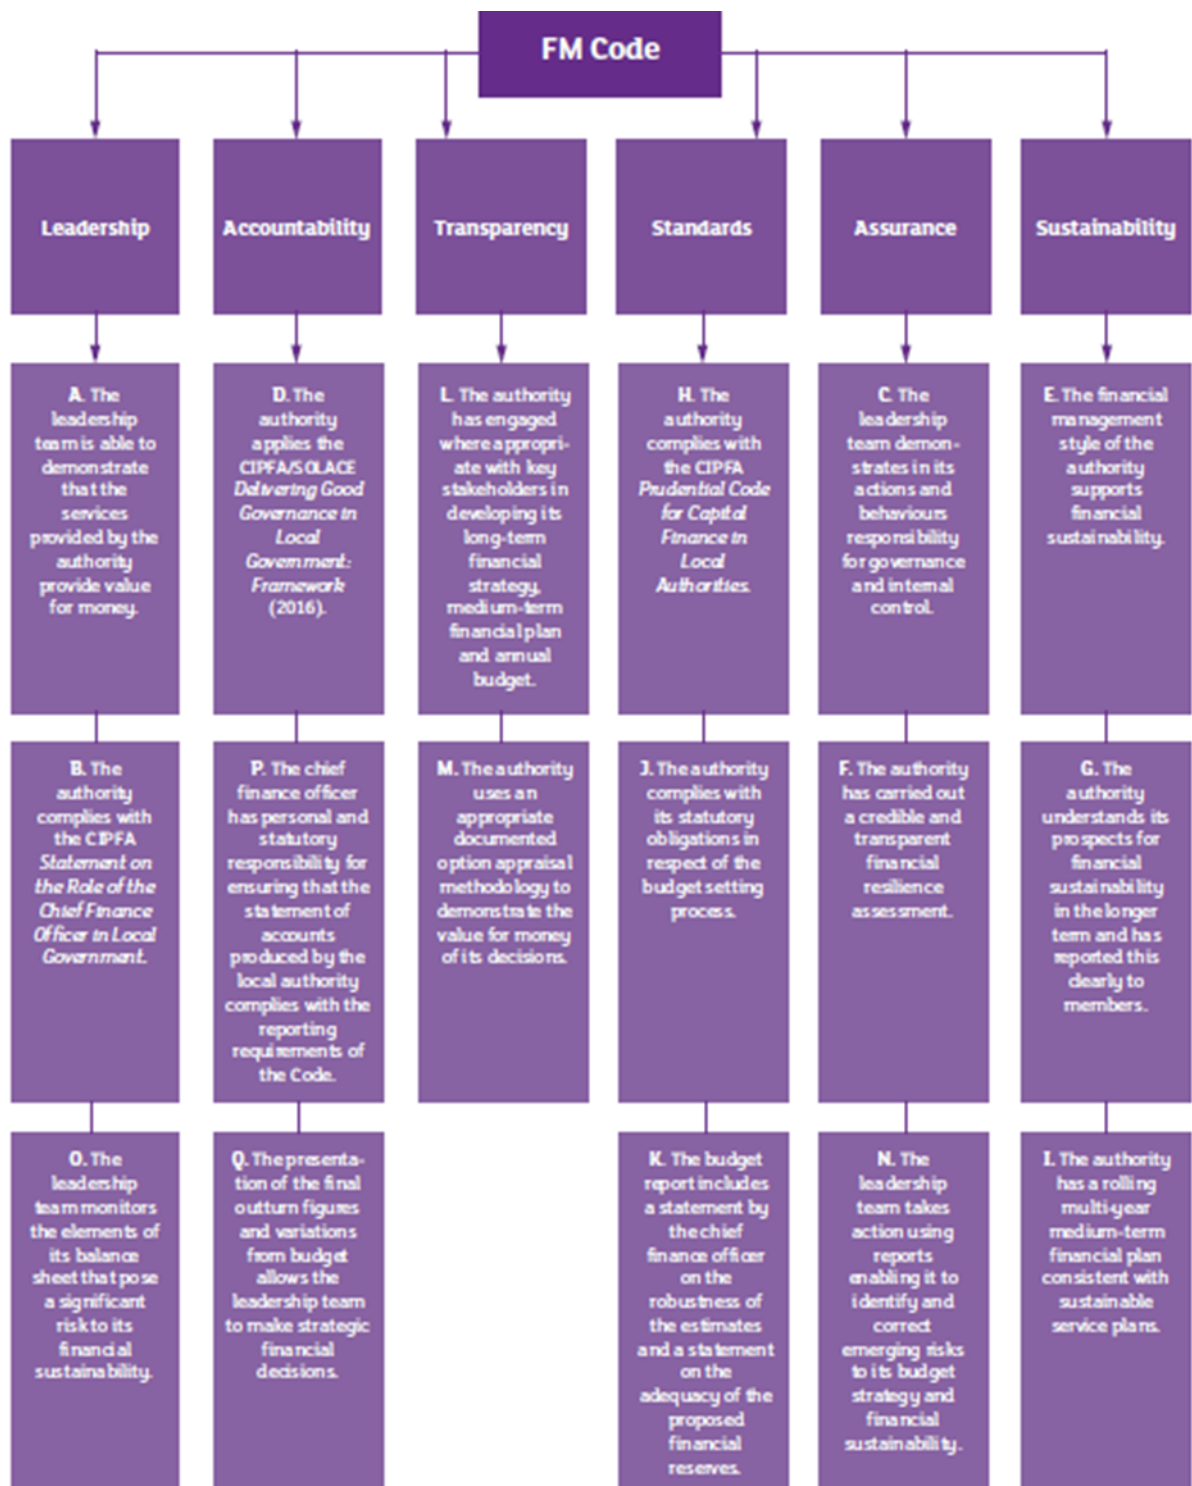 FM Code
Leadership
Accountability
Transparency
Standards
Assurance
Sustainability
A. The
leadership
team is able to
demonstrate
that the
services
provided by the
authority
provide value
for money.
D. The
authority
applies the
CIPFA/SOLACE
Delivering Good
Governance in
Local
Government:
Framework
(2016).
L. The authority
has engaged
where appropri-
ate with key
stakeholders in
developing its
long-term
financial
strategy,
medium-term
financial plan
and annual
budget.
H. The
authority
complies with
the CIPFA
Prudential Code
for Capital
Finance in
Local
Authorities.
C. The
leadership
team demon-
strates in its
actions and
behaviours
responsibility
for governance
and internal
control.
E. The financial
management
style of the
authority
supports
financial
sustainability.
B. The
authority
complies with
the CIPFA
Statement on
the Role of the
Chief Finance
Officer in Local
Government.
P. The chief
finance officer
has personal and
statutory
responsibility for
ensuring that the
statement of
accounts
produced by the
local authority
complies with the
reporting
requirements of
the Code.
M. The authority
uses an
appropriate
documented
option appraisal
methodology to
demonstrate the
value for money
of its decisions.
J. The authority
complies with
its statutory
obligations in
respect of the
budget setting
process.
F. The authority
has carried out
a credible and
transparent
financial
resilience
assessment.
G. The
authority
understands its
prospects for
financial
sustainability
in the longer
term and has
reported this
clearly to
members.
O. The
leadership
team monitors
the elements of
its balance
sheet that pose
a significant
risk to its
financial
sustainability.
Q. The presenta-
tion of the final
outturn figures
and variations
from budget
allows the
leadership team
to make strategic
financial
decisions.
K. The budget
report includes
a statement by
the chief
finance officer
on the
robustness of
the estimates
and a statement
on the
adequacy of the
proposed
financial
reserves.
N. The
leadership
team takes
action using
reports
enabling it to
identify and
correct
emerging risks
to its budget
strategy and
financial
sustainability.
I. The authority
has a rolling
multi-year
medium-term
financial plan
consistent with
sustainable
service plans.